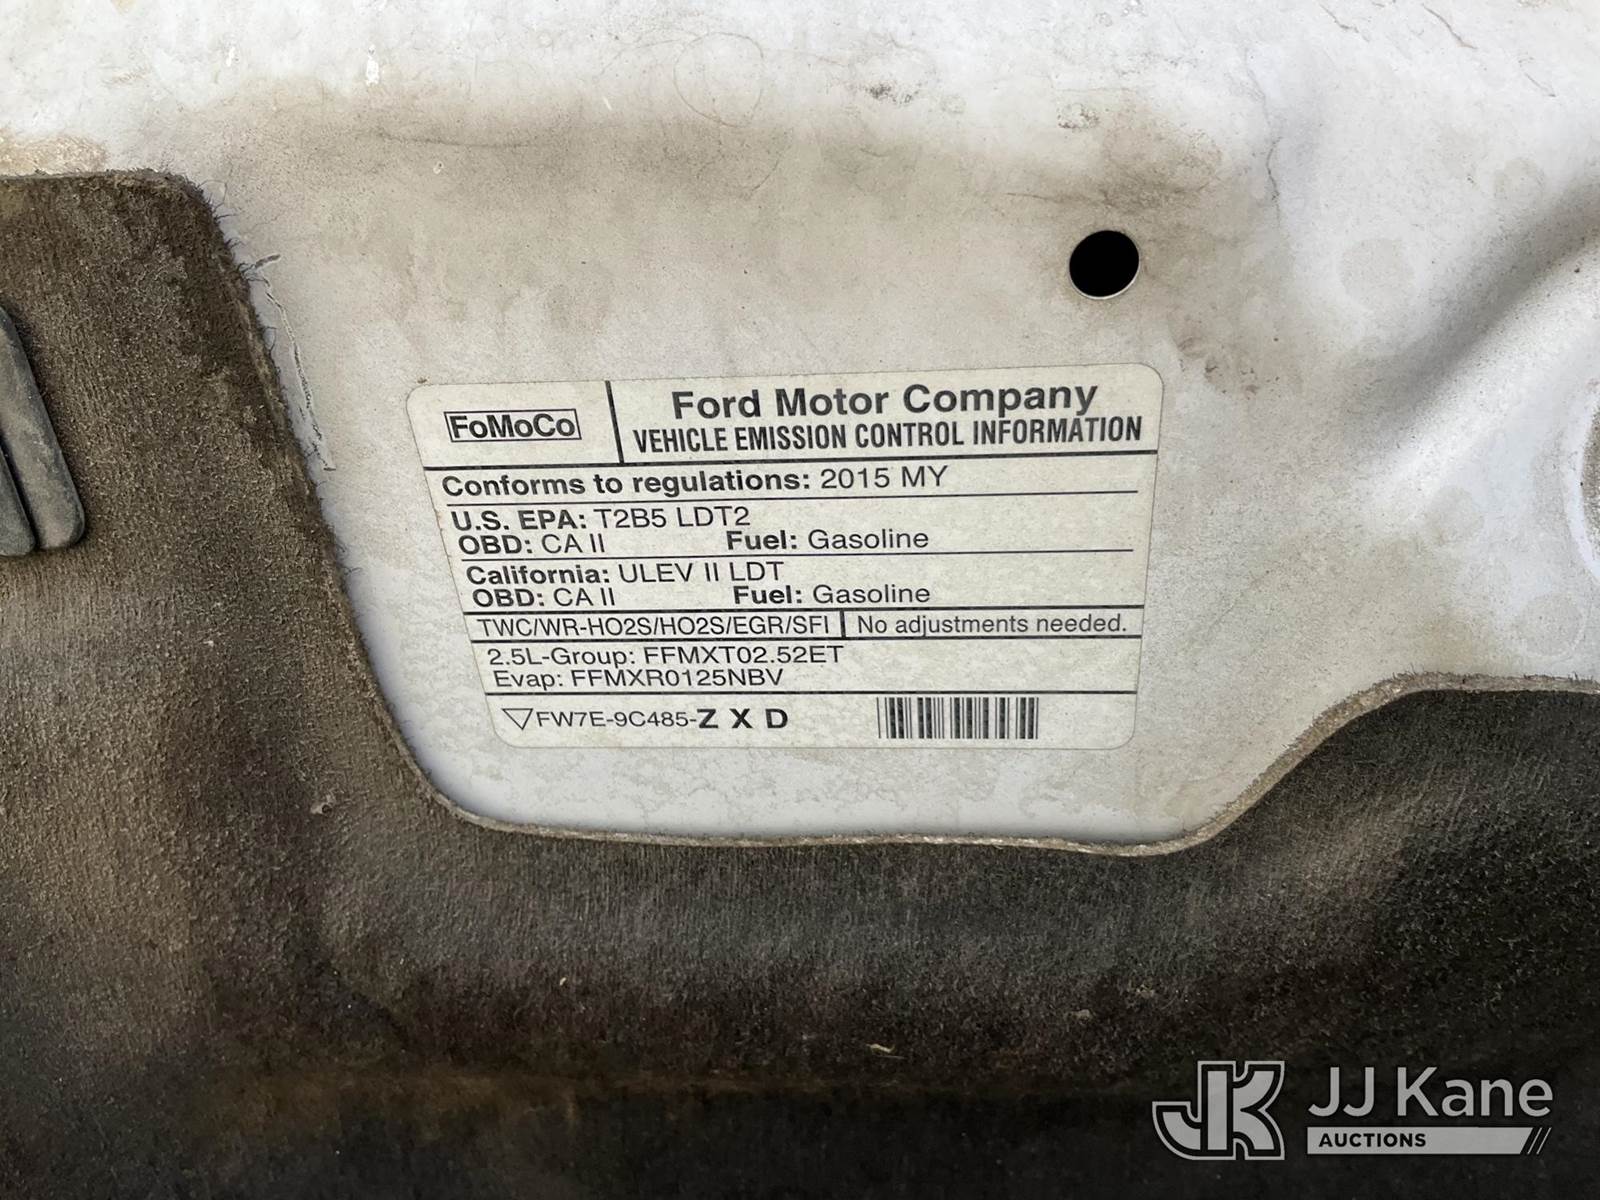 FoMoCo
Ford Motor Company
VEHICLE EMISSION CONTROL INFORMATION
Conforms to regulations: 2015 MY
U.S. EPA: T2B5 LDT2
OBD: CA II Fuel: Gasoline
California: ULEV II LDT
OBD: CA II Fuel: Gasoline
TWC/WR-HO2S/HO2S/EGR/SFI No adjustments needed.
2.5L-Group: FFMXT02.52ET
Evap: FFMXR0125NBV
▽FW7E-9C485-Z X D
JK JJ Kane
AUCTIONS